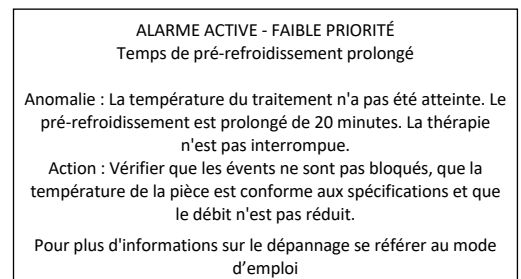 ALARME ACTIVE - FAIBLE PRIORITÉ
Temps de pré-refroidissement prolongé
Anomalie : La température du traitement n'a pas été atteinte. Le
pré-refroidissement est prolongé de 20 minutes. La thérapie
n'est pas interrompue.
Action : Vérifier que les évents ne sont pas bloqués, que la
température de la pièce est conforme aux spécifications et que
le débit n'est pas réduit.
Pour plus d'informations sur le dépannage se référer au mode
d’emploi